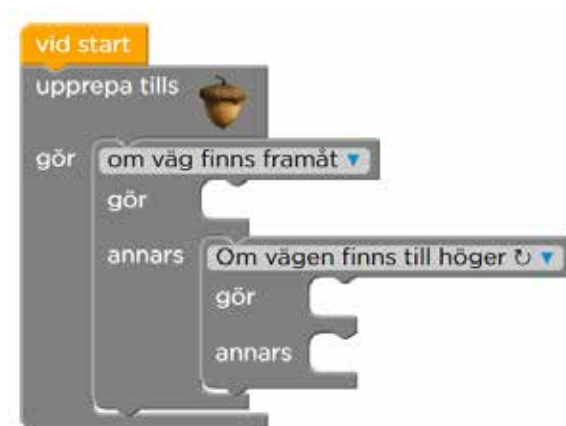 vid start
upprepa tills
gör om väg finns framåt ▼
gör
annars Om vägen finns till höger ↻ ▼
gör
annars